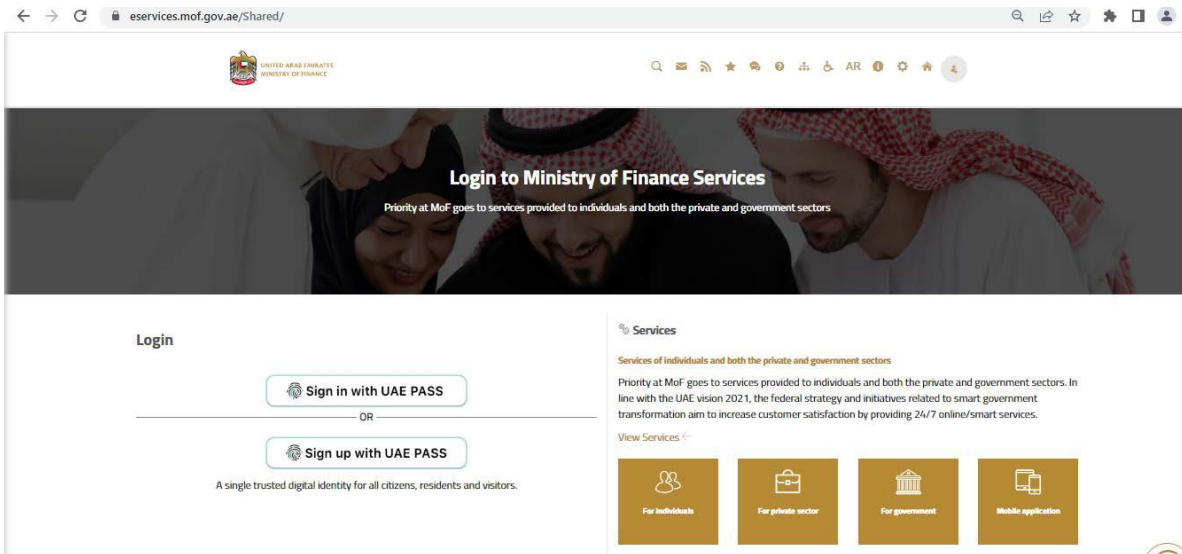 eservices.mof.gov.ae/Shared/
UNITED ARAB EMIRATES
MINISTRY OF FINANCE
AR
Login to Ministry of Finance Services
Priority at MoF goes to services provided to individuals and both the private and government sectors
Login
Sign in with UAE PASS
OR
Sign up with UAE PASS
A single trusted digital identity for all citizens, residents and visitors.
Services
Services of individuals and both the private and government sectors
Priority at MoF goes to services provided to individuals and both the private and government sectors. In
line with the UAE vision 2021, the federal strategy and initiatives related to smart government
transformation aim to increase customer satisfaction by providing 24/7 online/smart services.
View Services
For individuals
For private sector
For government
Mobile application